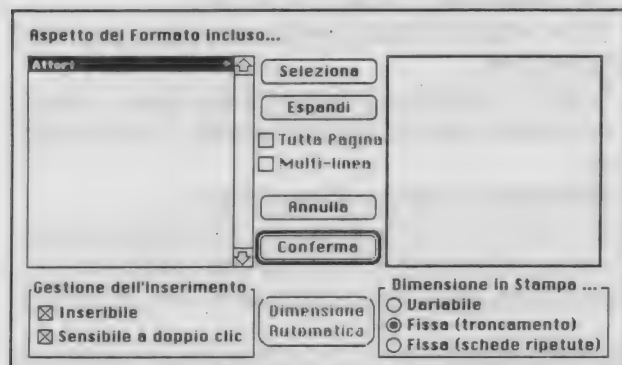 Aspetto del Formato incluso...
Attori
Seleziona
Espandi
Tutta Pagina
Multi-linea
Annulla
Conferma
Gestione dell'Inserimento
Inseribile
Sensibile a doppio clic
Dimensione
Automatica
Dimensione in Stampa ...
Variabile
Fissa (troncamento)
Fissa (schede ripetute)